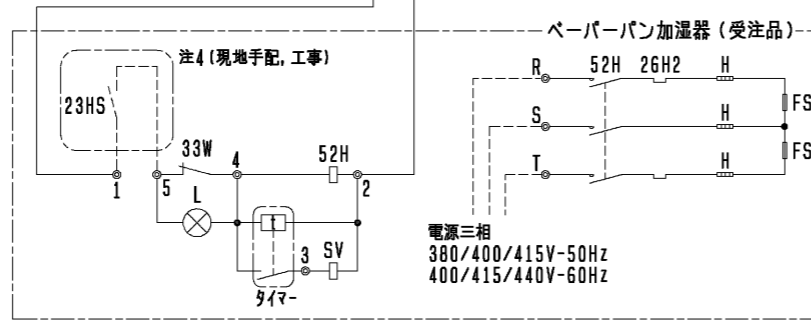 ペーパーパン加湿器(受注品)
注4(現地手配,工事)
23HS
33W
1
5
4
52H
2
L
t
3
SV
タイマー
R
52H
26H2
H
FS
S
H
FS
T
H
電源三相
380/400/415V-50Hz
400/415/440V-60Hz